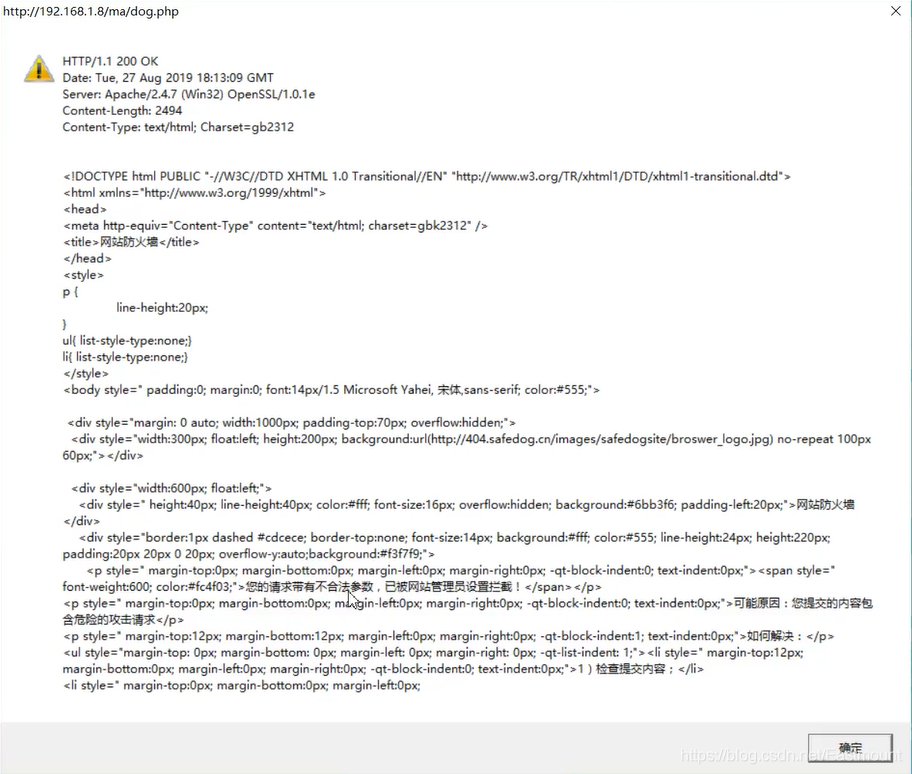 http://192.168.1.8/ma/dog.php
HTTP/1.1 200 OK
Date: Tue, 27 Aug 2019 18:13:09 GMT
Server: Apache/2.4.7 (Win32) OpenSSL/1.0.1e
Content-Length: 2494
Content-Type: text/html; Charset=gb2312
<!DOCTYPE html PUBLIC "-//W3C//DTD XHTML 1.0 Transitional//EN" "http://www.w3.org/TR/xhtml1/DTD/xhtml1-transitional.dtd">
<html xmlns="http://www.w3.org/1999/xhtml">
<head>
<meta http-equiv="Content-Type" content="text/html; charset=gbk2312" />
<title>网站防火墙</title>
</head>
<style>
p {
line-height:20px;
}
ul{ list-style-type:none;}
li{ list-style-type:none;}
</style>
<body style=" padding:0; margin:0; font:14px/1.5 Microsoft Yahei, 宋体,sans-serif; color:#555;">
<div style="margin: 0 auto; width:1000px; padding-top:70px; overflow:hidden;">
<div style="width:300px; float:left; height:200px; background:url(http://404.safedog.cn/images/safedogsite/broswer_logo.jpg) no-repeat 100px
60px;"></div>
<div style="width:600px; float:left;">
<div style=" height:40px; line-height:40px; color:#fff; font-size:16px; overflow:hidden; background:#6bb3f6; padding-left:20px;">网站防火墙
</div>
<div style="border:1px dashed #cdcece; border-top:none; font-size:14px; background:#fff; color:#555; line-height:24px; height:220px;
padding:20px 20px 0 20px; overflow-y:auto;background:#f3f7f9;">
<p style=" margin-top:0px; margin-bottom:0px; margin-left:0px; margin-right:0px; -qt-block-indent:0; text-indent:0px;"><span style="
font-weight:600; color:#fc4f03;">您的请求带有不合法参数，已被网站管理员设置拦截！</span></p>
<p style=" margin-top:0px; margin-bottom:0px; margin-left:0px; margin-right:0px; -qt-block-indent:0; text-indent:0px;">可能原因：您提交的内容包
含危险的攻击请求</p>
<p style=" margin-top:12px; margin-bottom:12px; margin-left:0px; margin-right:0px; -qt-block-indent:1; text-indent:0px;">如何解决：</p>
<ul style="margin-top: 0px; margin-bottom: 0px; margin-left: 0px; margin-right: 0px; -qt-list-indent: 1;"><li style=" margin-top:12px;
margin-bottom:0px; margin-left:0px; margin-right:0px; -qt-block-indent:0; text-indent:0px;">1）检查提交内容；</li>
<li style=" margin-top:0px; margin-bottom:0px; margin-left:0px;
确定
https://blog.csdn.net/Eastmount